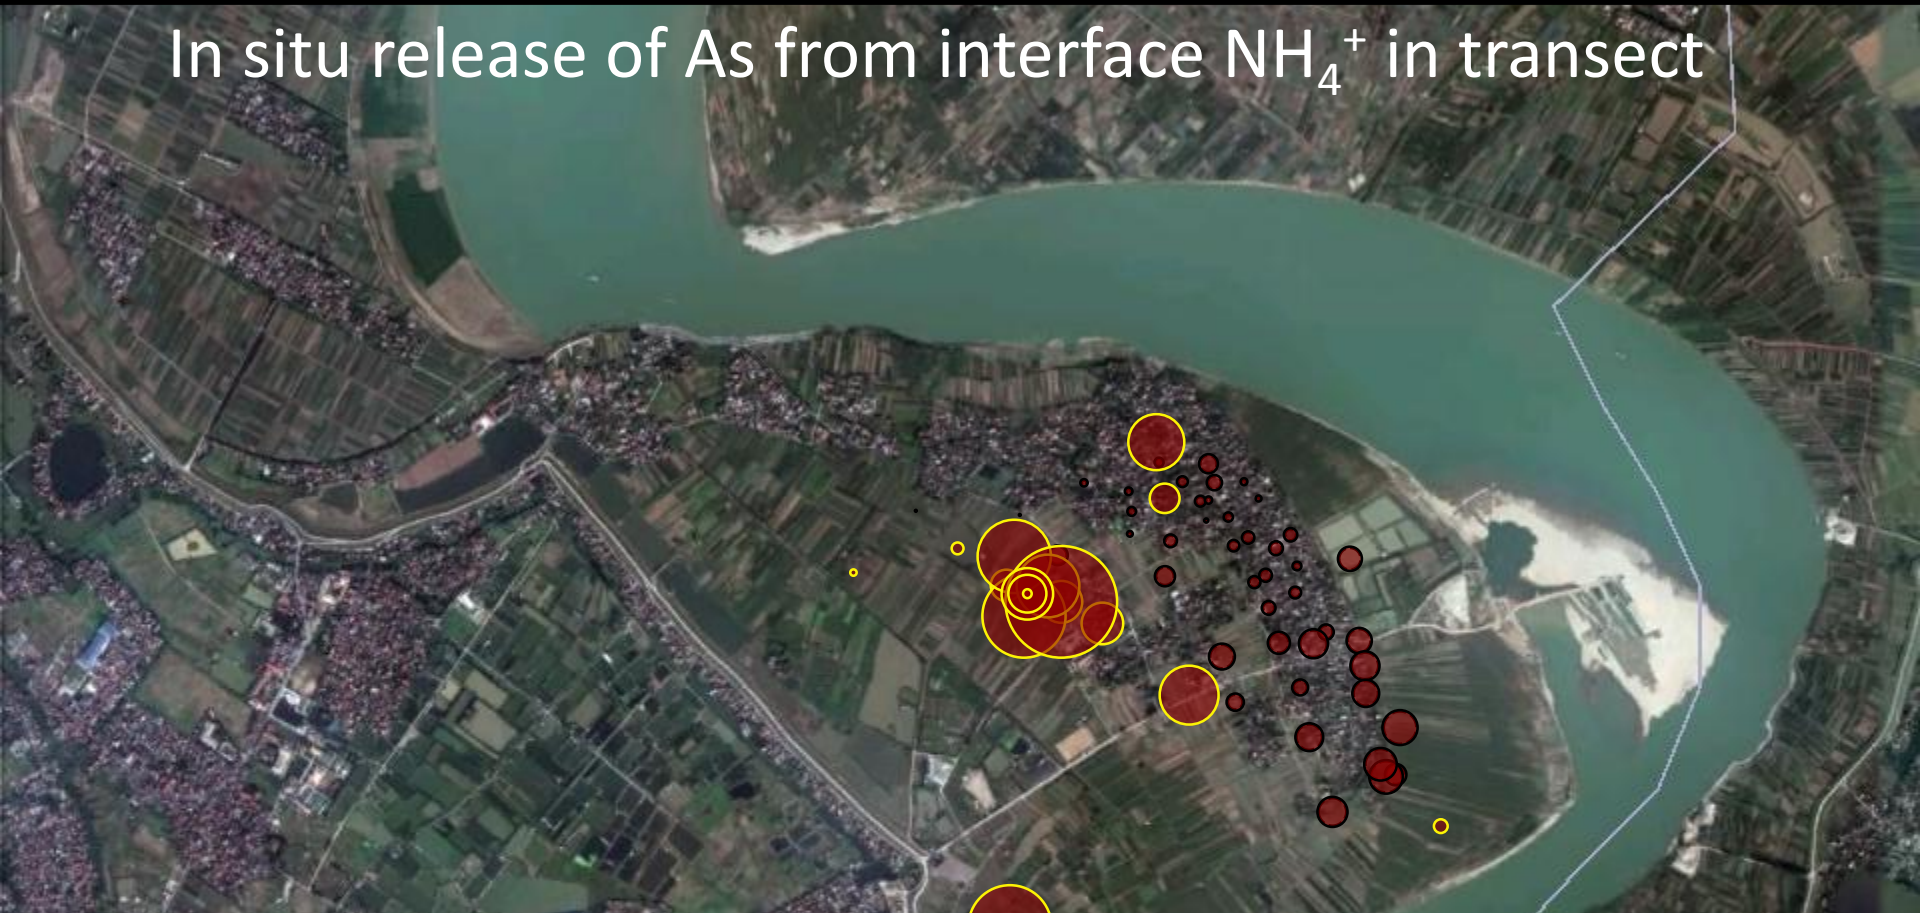 In situ release of As from interface NH₄⁺ in transect